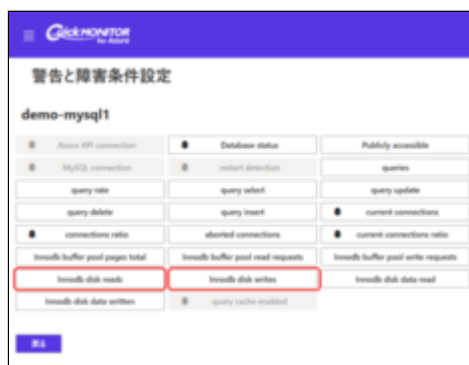 Quick MONITOR
for Azure
警告と障害条件設定
demo-mysql1
Azure API connection
Database status
Publicly accessible
MySQL connection
restart detection
queries
query rate
query select
query update
query delete
query insert
current connections
connections ratio
aborted connections
current connections ratio
Innodb buffer pool pages total
Innodb buffer pool read requests
Innodb buffer pool write requests
Innodb disk reads
Innodb disk writes
Innodb disk data read
Innodb disk data written
query cache enabled
戻る